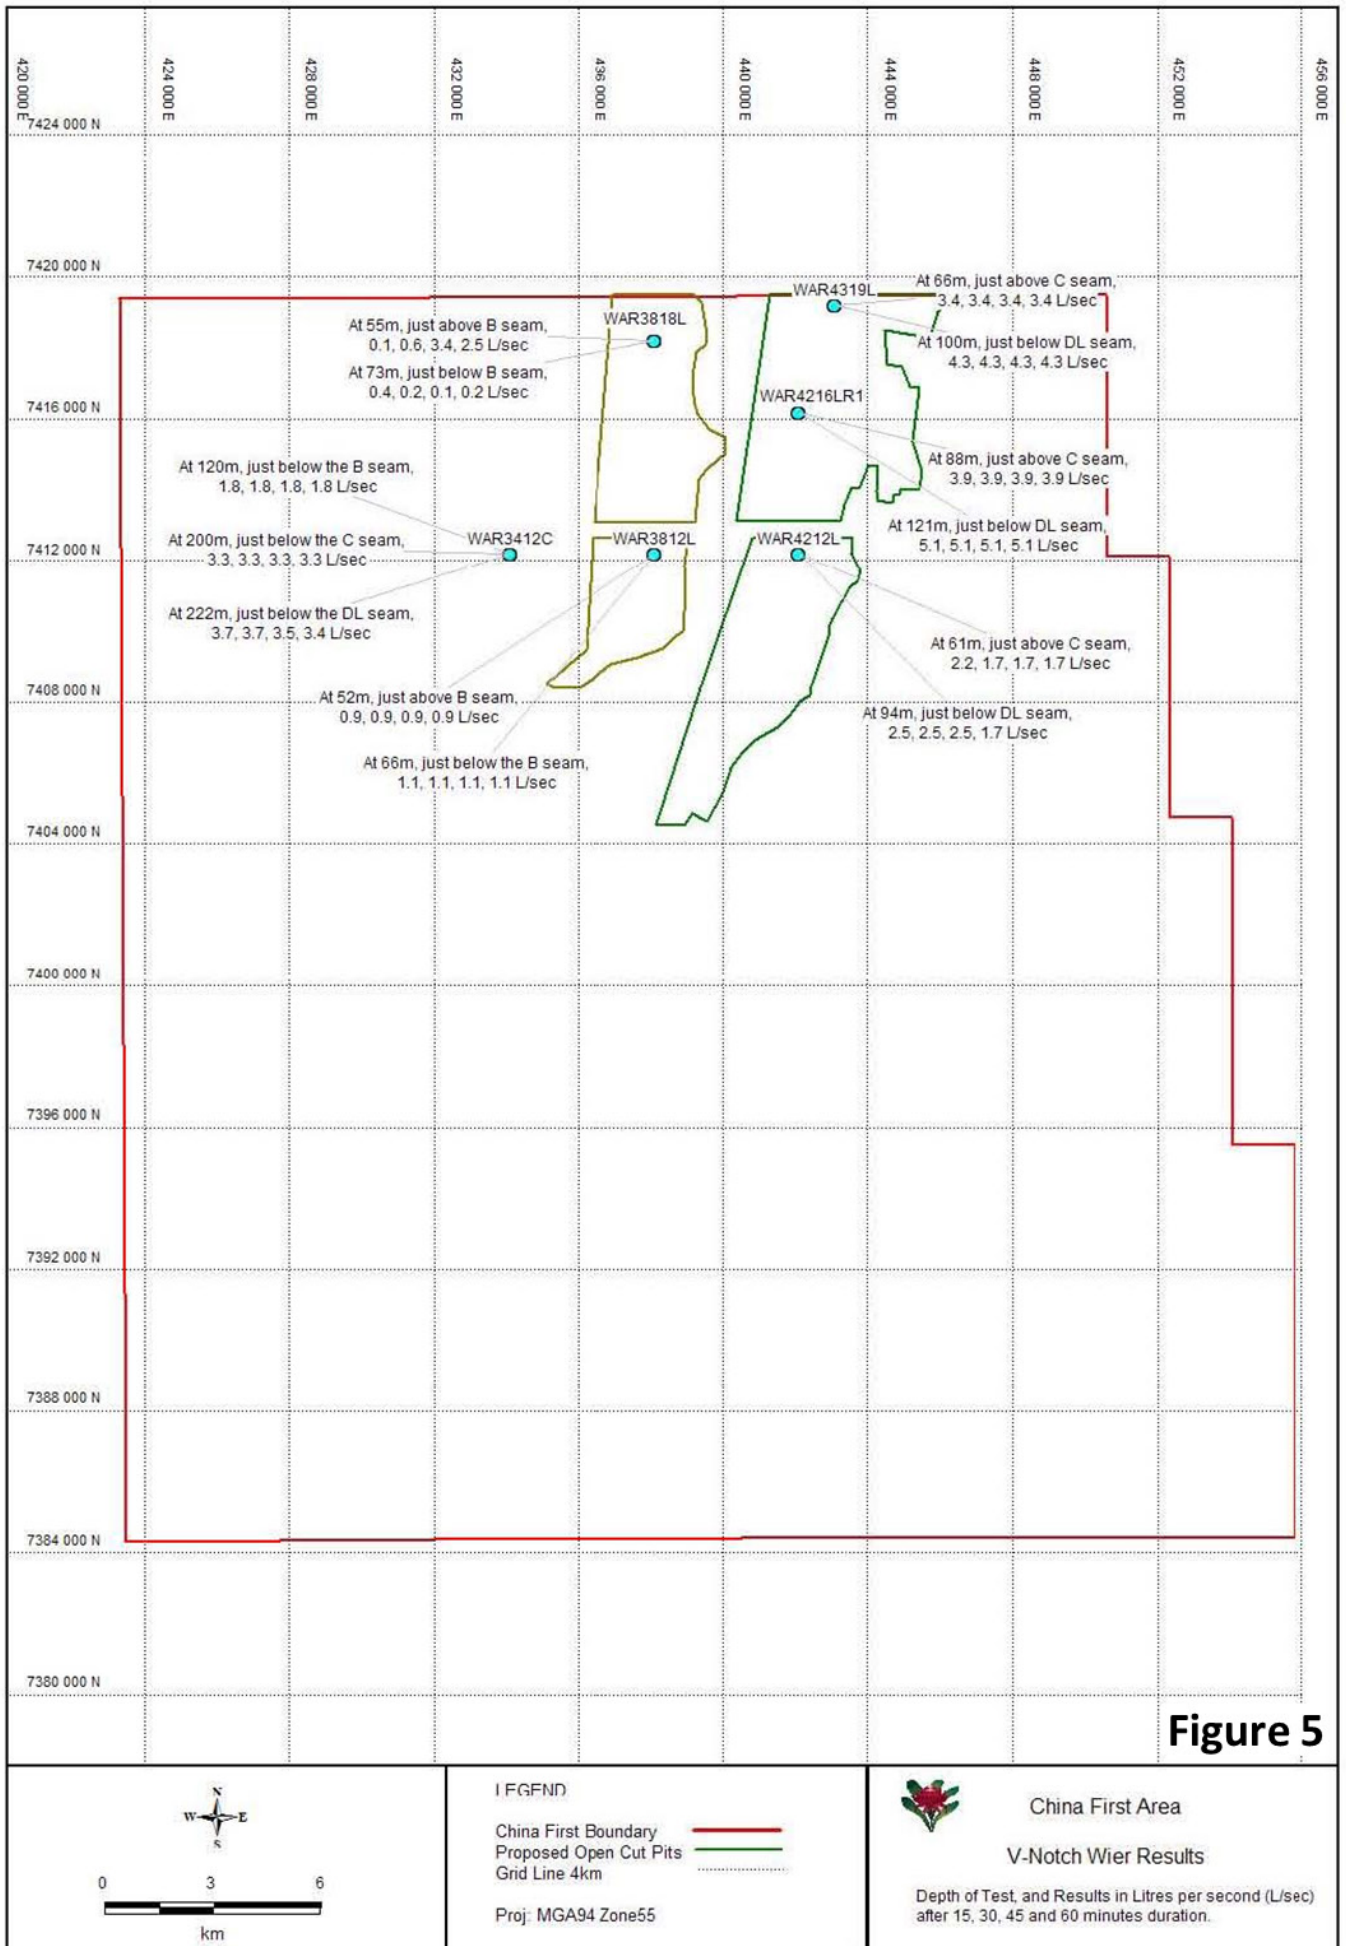 420 000 E
424 000 E
428 000 E
432 000 E
436 000 E
440 000 E
444 000 E
448 000 E
452 000 E
456 000 E
7424 000 N
7420 000 N
WAR4319L
At 66m, just above C seam,
3.4, 3.4, 3.4, 3.4 L/sec
WAR3818L
At 55m, just above B seam,
0.1, 0.6, 3.4, 2.5 L/sec
At 100m, just below DL seam,
4.3, 4.3, 4.3, 4.3 L/sec
At 73m, just below B seam,
0.4, 0.2, 0.1, 0.2 L/sec
WAR4216LR1
7416 000 N
At 88m, just above C seam,
3.9, 3.9, 3.9, 3.9 L/sec
At 120m, just below the B seam,
1.8, 1.8, 1.8, 1.8 L/sec
At 121m, just below DL seam,
5.1, 5.1, 5.1, 5.1 L/sec
At 200m, just below the C seam,
3.3, 3.3, 3.3, 3.3 L/sec
WAR3412C
WAR3812L
WAR4212L
7412 000 N
At 222m, just below the DL seam,
3.7, 3.7, 3.5, 3.4 L/sec
At 61m, just above C seam,
2.2, 1.7, 1.7, 1.7 L/sec
7408 000 N
At 52m, just above B seam,
0.9, 0.9, 0.9, 0.9 L/sec
At 94m, just below DL seam,
2.5, 2.5, 2.5, 1.7 L/sec
At 66m, just below the B seam,
1.1, 1.1, 1.1, 1.1 L/sec
7404 000 N
7400 000 N
7396 000 N
7392 000 N
7388 000 N
7384 000 N
7380 000 N
Figure 5
N
W E
S
0 3 6
km
LEGEND
China First Boundary
Proposed Open Cut Pits
Grid Line 4km
Proj: MGA94 Zone55
China First Area
V-Notch Wier Results
Depth of Test, and Results in Litres per second (L/sec)
after 15, 30, 45 and 60 minutes duration.